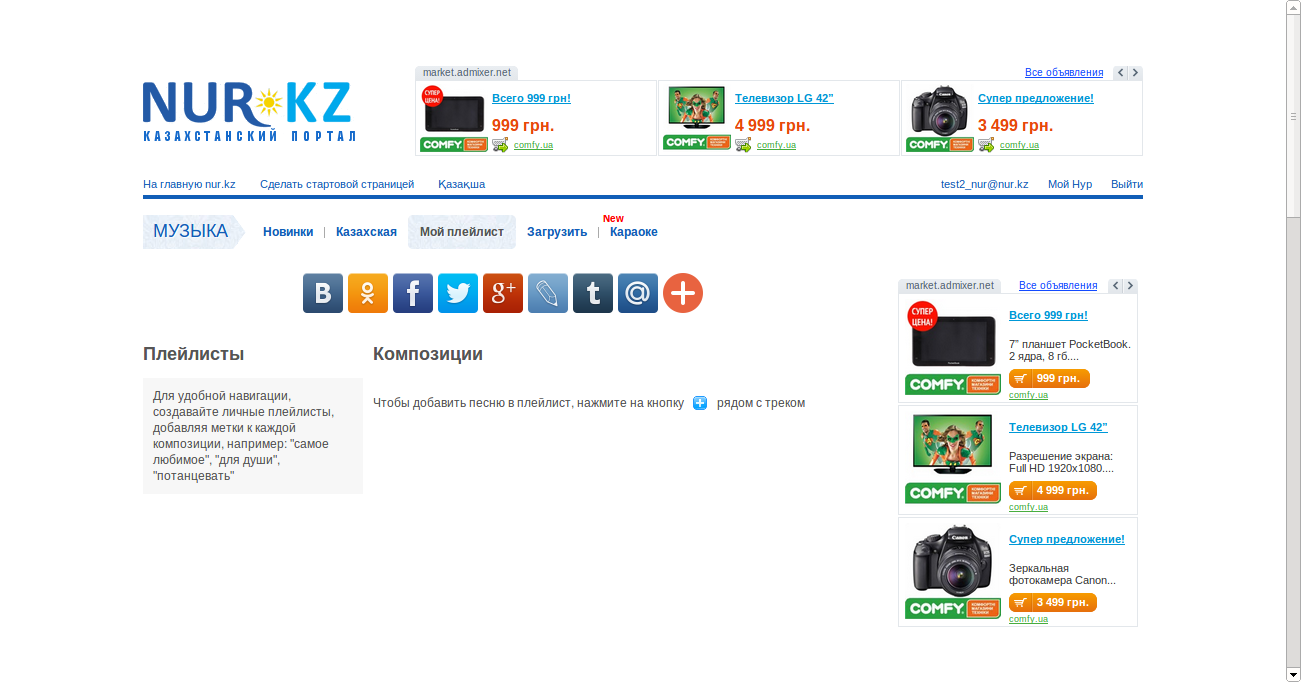 market.admixer.net
Все объявления
NUR KZ
КАЗАХСТАНСКИЙ ПОРТАЛ
СУПЕР ЦЕНА!
Всего 999 грн!
999 грн.
COMFY
comfy.ua
Телевизор LG 42”
4 999 грн.
COMFY
comfy.ua
Супер предложение!
3 499 грн.
COMFY
comfy.ua
На главную nur.kz
Сделать стартовой страницей
Қазақша
test2_nur@nur.kz
Мой Нур
Выйти
МУЗЫКА
Новинки
Казахская
Мой плейлист
Загрузить
New
Караоке
Плейлисты
Для удобной навигации,
создавайте личные плейлисты,
добавляя метки к каждой
композиции, например: "самое
любимое", "для души",
"потанцевать"
Композиции
Чтобы добавить песню в плейлист, нажмите на кнопку рядом с треком
market.admixer.net
Все объявления
СУПЕР
ЦЕНА!
Всего 999 грн!
7” планшет PocketBook.
2 ядра, 8 гб....
COMFY
999 грн.
comfy.ua
Телевизор LG 42”
Разрешение экрана:
Full HD 1920x1080....
COMFY
4 999 грн.
comfy.ua
Canon
Супер предложение!
Зеркальная
фотокамера Canon...
COMFY
3 499 грн.
comfy.ua